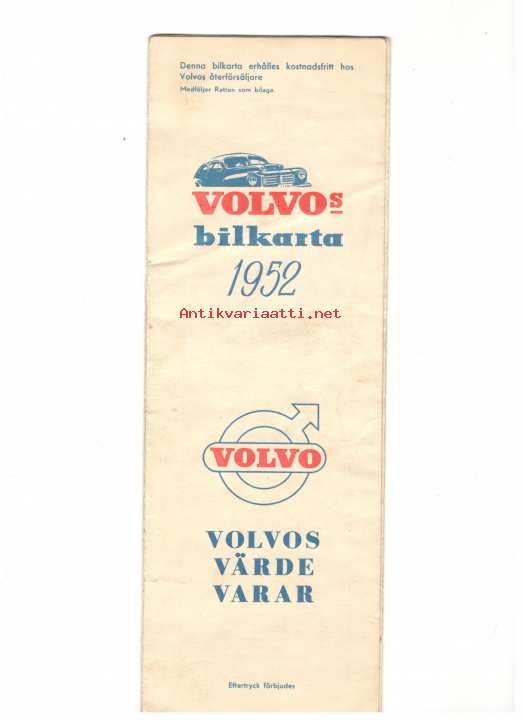 Denna bilkarta erhålles kostnadsfritt hos
Volvos återförsäljare
Medföljer Ratten som bilaga.
VOLVOs
bilkarta
1952
Antikvariaatti.net
VOLVO
VOLVOS
VÄRDE
VARAR
Eftertryck förbjudes